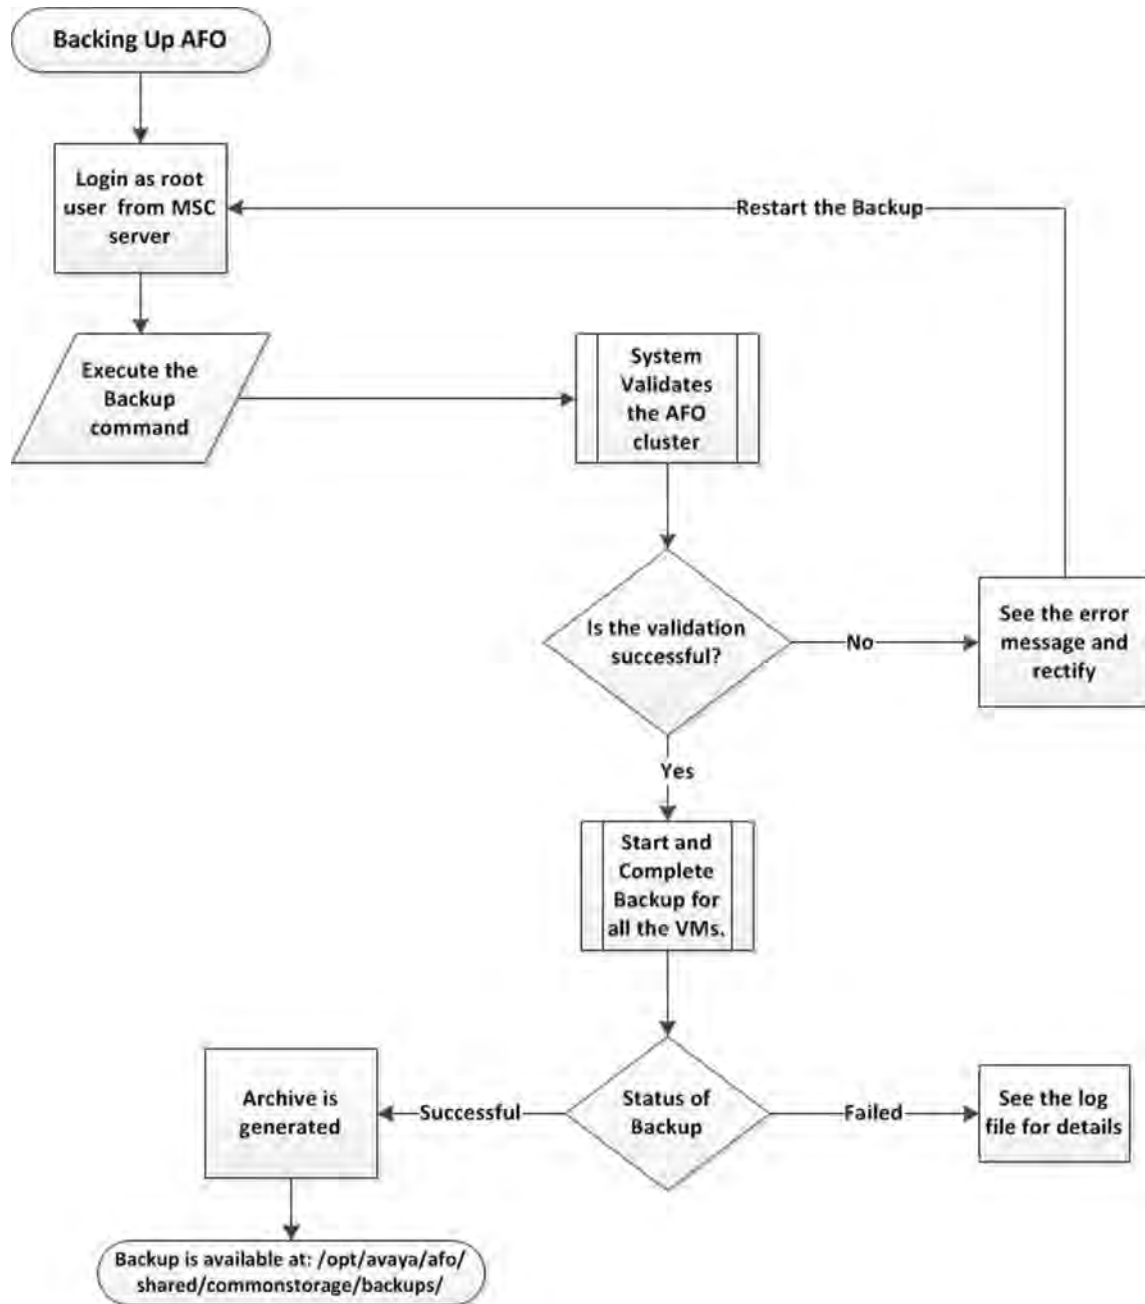 Backing Up AFO
Login as root
user from MSC
server
Restart the Backup
Execute the
Backup
command
System
Validates
the AFO
cluster
Is the validation
successful?
No
See the error
message and
rectify
Yes
Start and
Complete
Backup for
all the VMs.
Archive is
generated
Successful
Status of
Backup
Failed
See the log
file for details
Backup is available at: /opt/avaya/afo/
shared/commonstorage/backups/